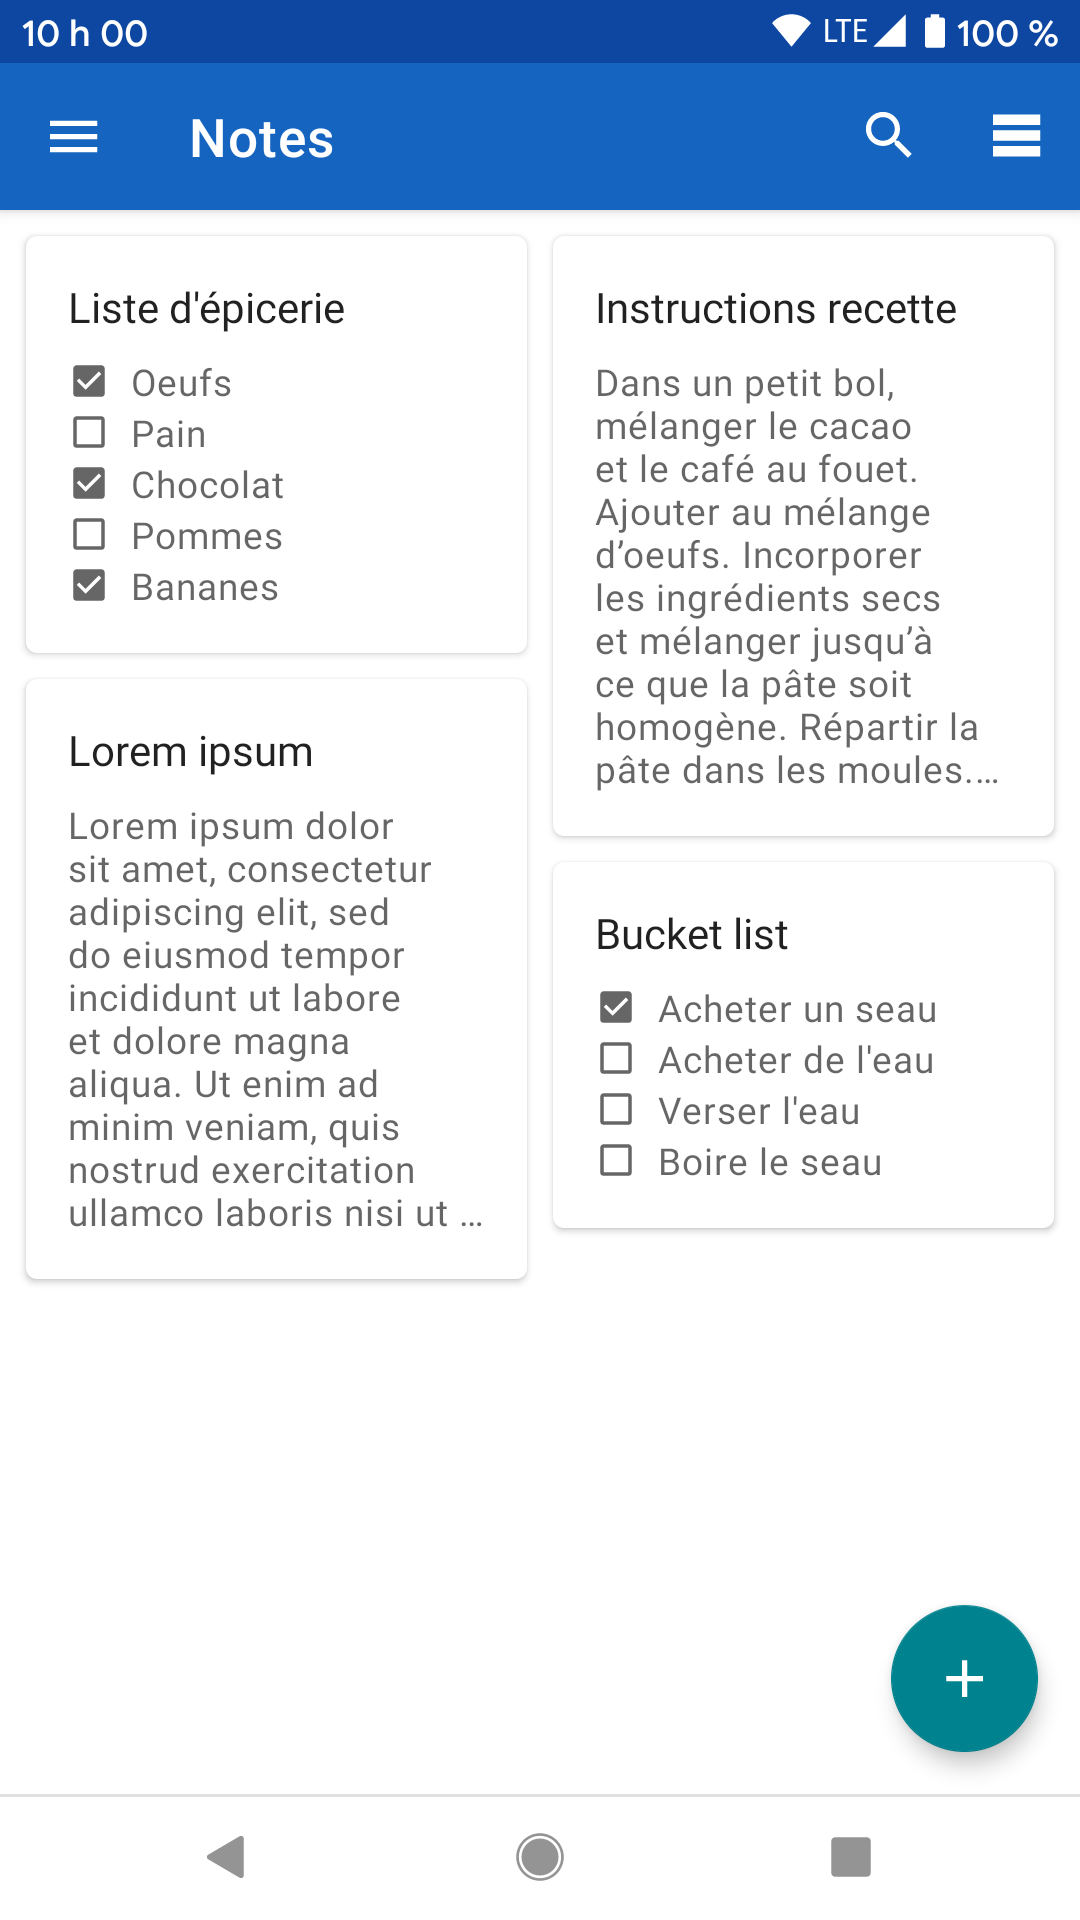 10 h 00
LTE 100 %
Notes
Liste d'épicerie
Oeufs
Pain
Chocolat
Pommes
Bananes
Lorem ipsum
Lorem ipsum dolor
sit amet, consectetur
adipiscing elit, sed
do eiusmod tempor
incididunt ut labore
et dolore magna
aliqua. Ut enim ad
minim veniam, quis
nostrud exercitation
ullamco laboris nisi ut ...
Instructions recette
Dans un petit bol,
mélanger le cacao
et le café au fouet.
Ajouter au mélange
d’oeufs. Incorporer
les ingrédients secs
et mélanger jusqu’à
ce que la pâte soit
homogène. Répartir la
pâte dans les moules.…
Bucket list
Acheter un seau
Acheter de l'eau
Verser l'eau
Boire le seau